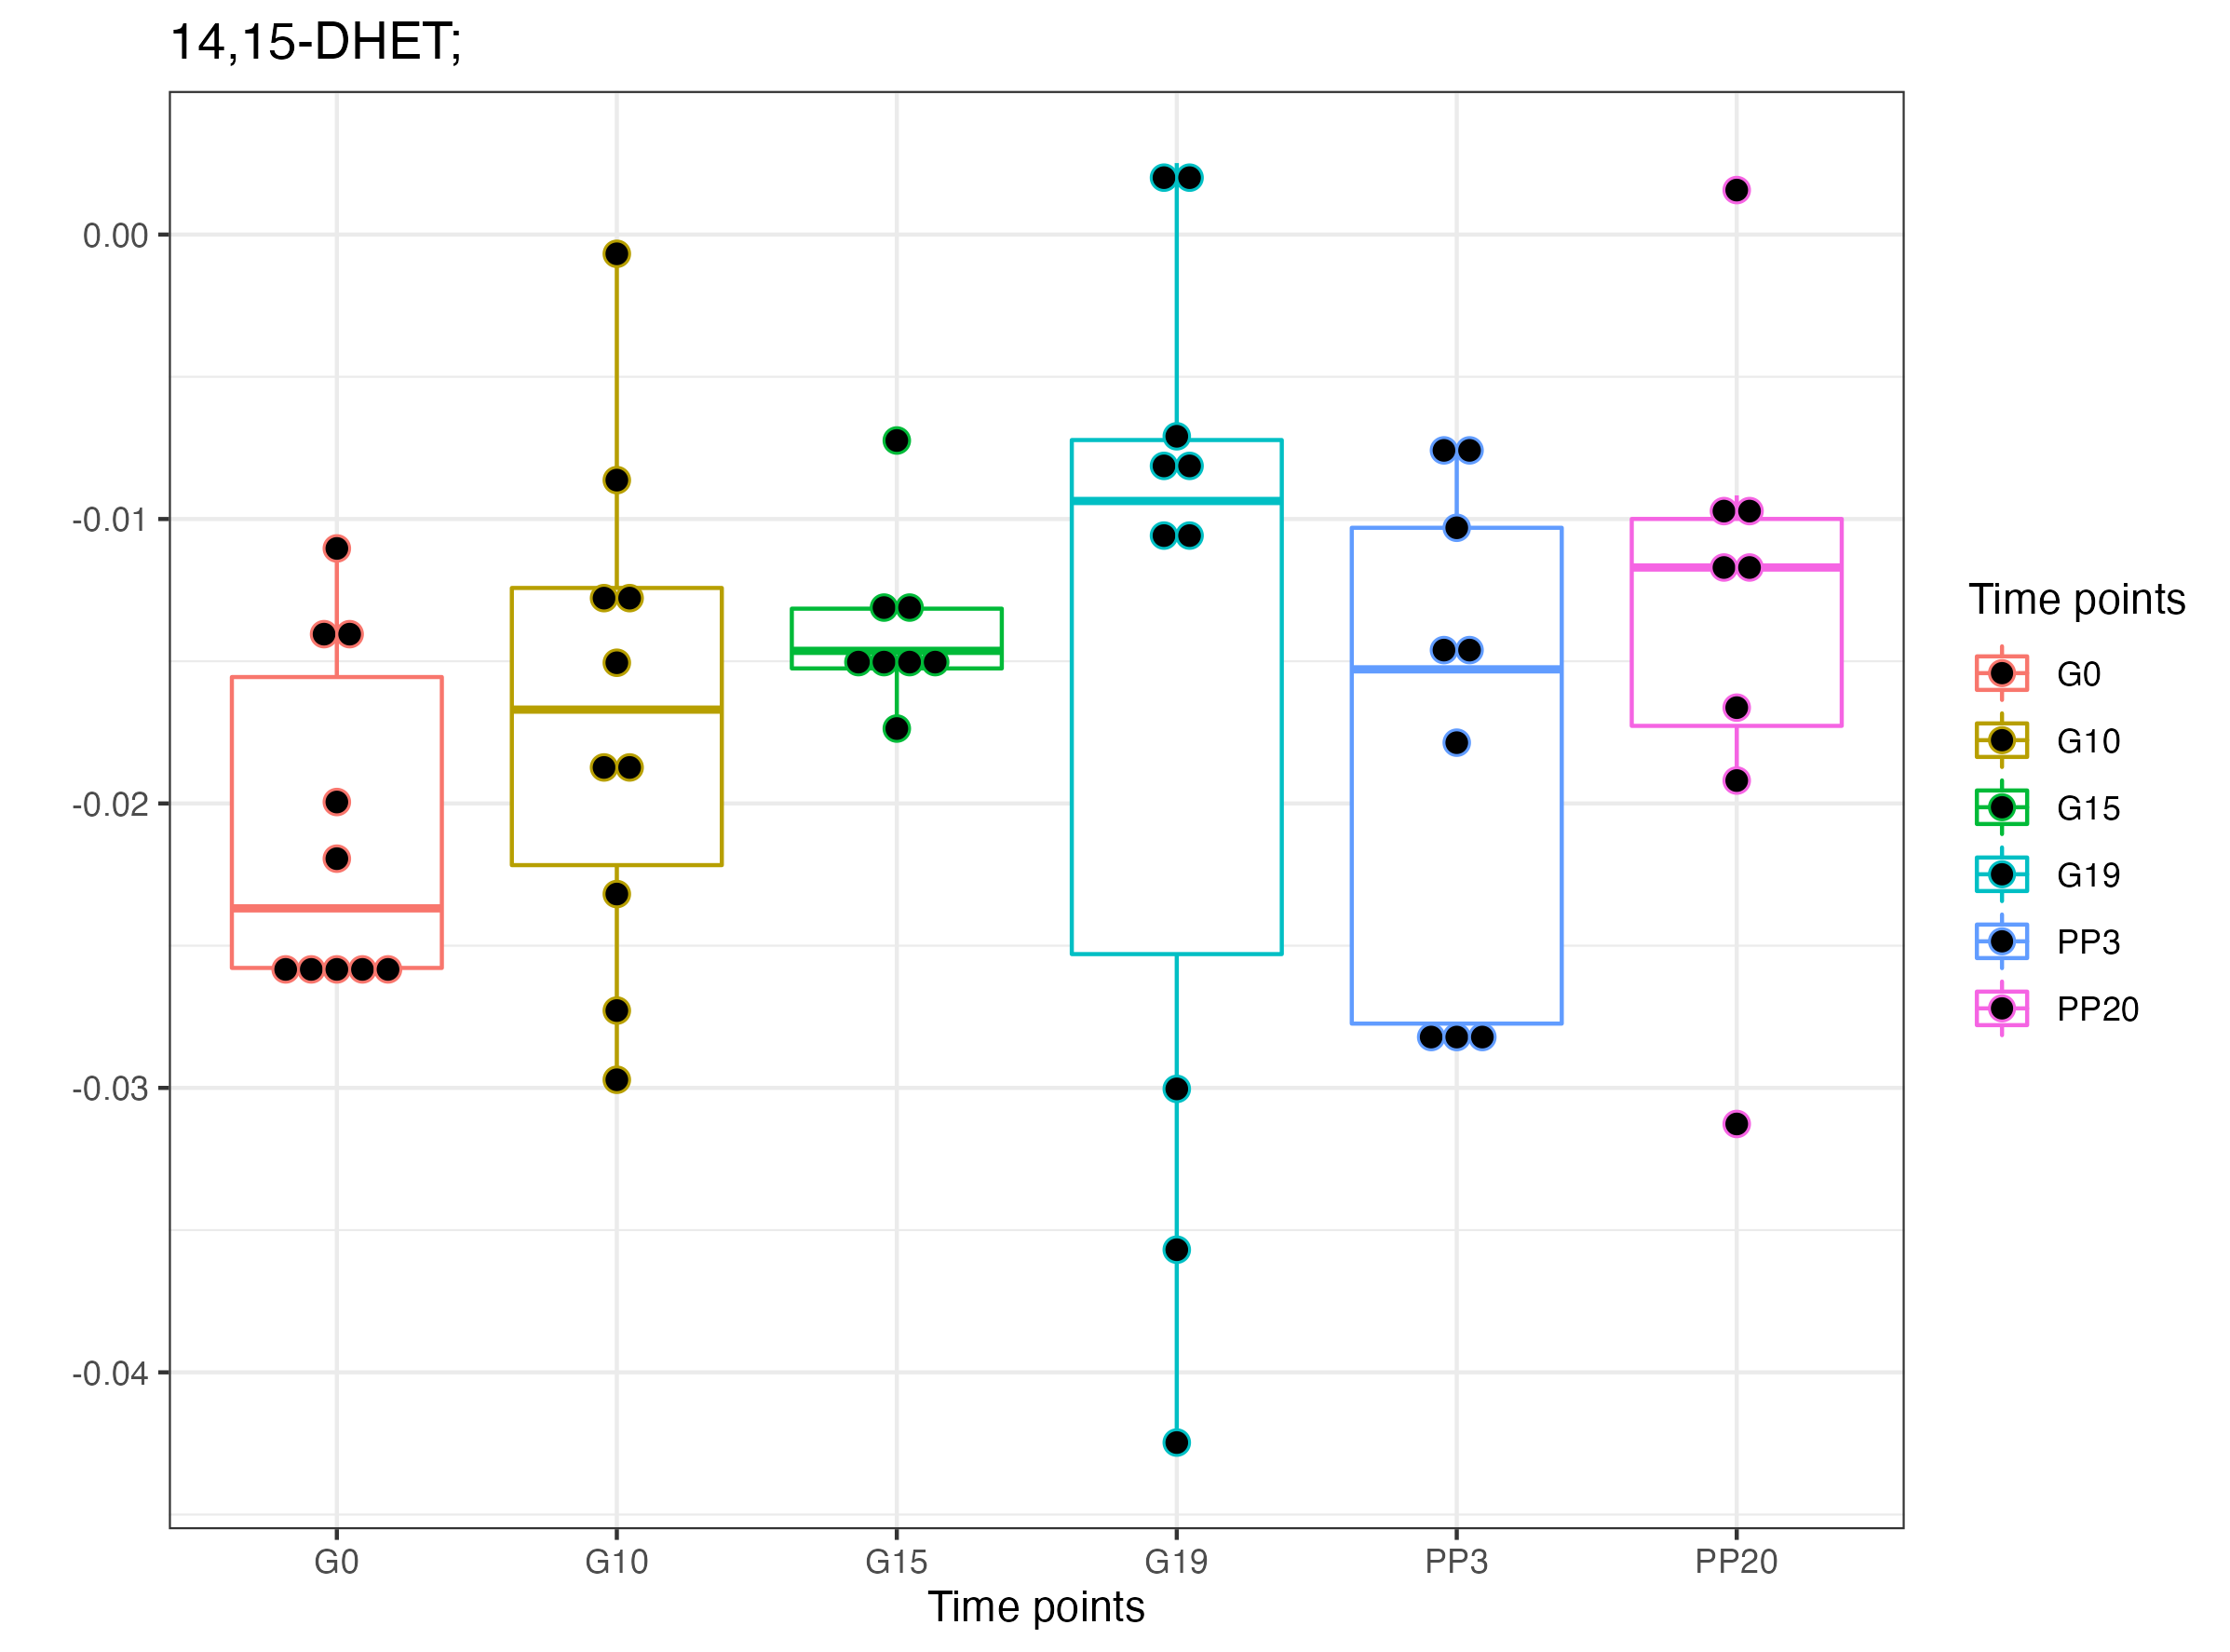 14,15-DHET;
0.00
-0.01
-0.02
-0.03
-0.04
G0 G10 G15 G19 PP3 PP20
Time points
Time points
G0
G10
G15
G19
PP3
PP20